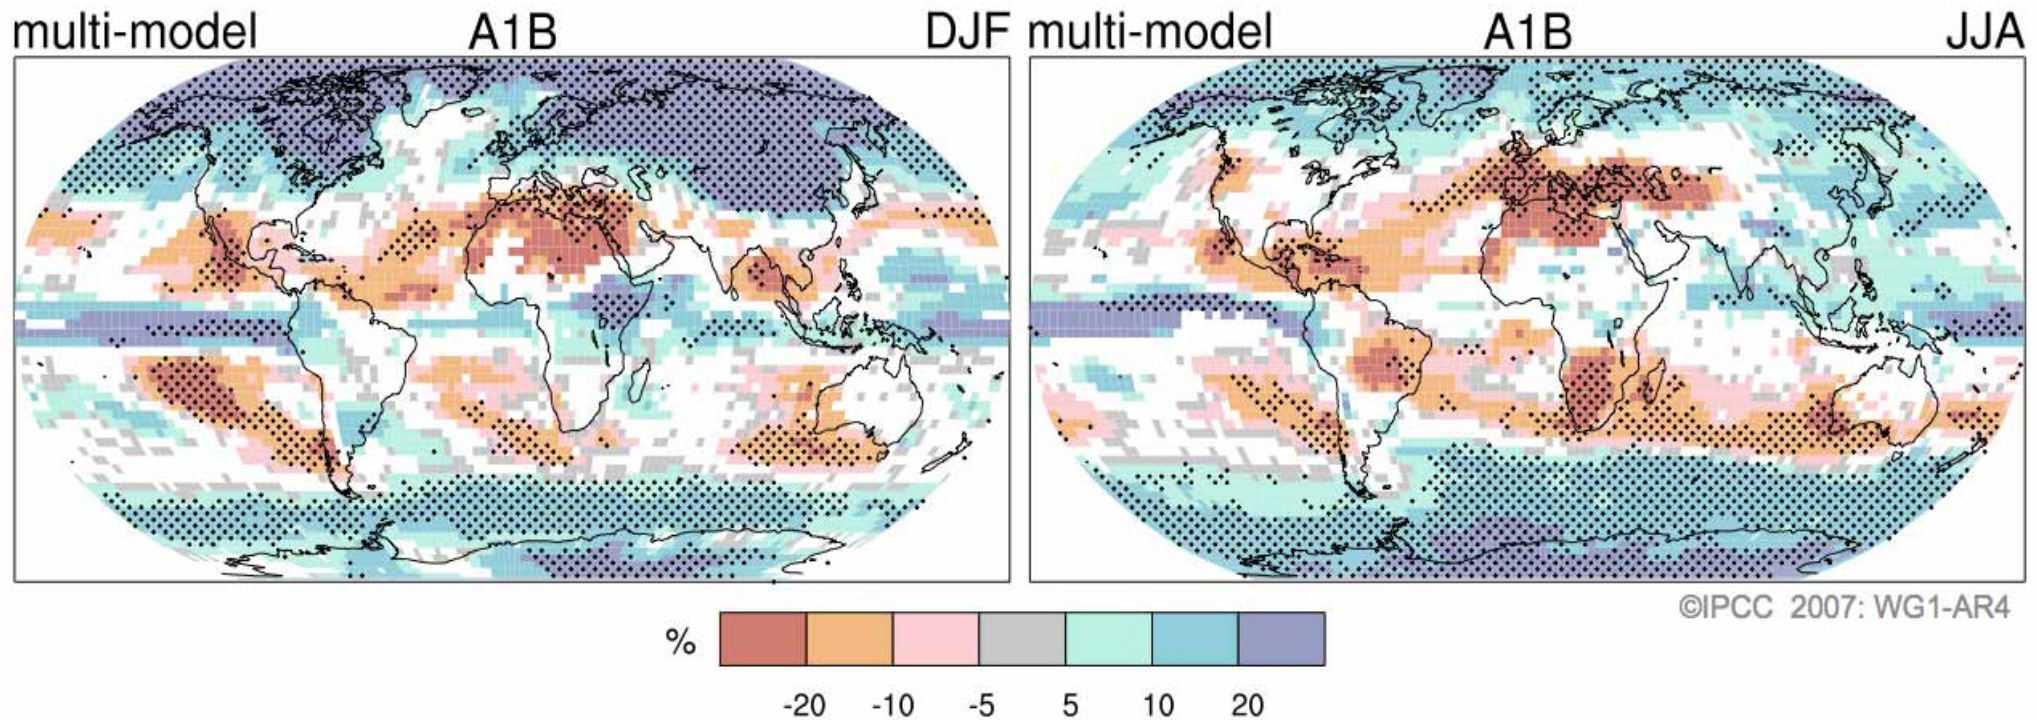 multi-model A1B DJF
multi-model A1B JJA
©IPCC 2007: WG1-AR4
%
-20 -10 -5 5 10 20